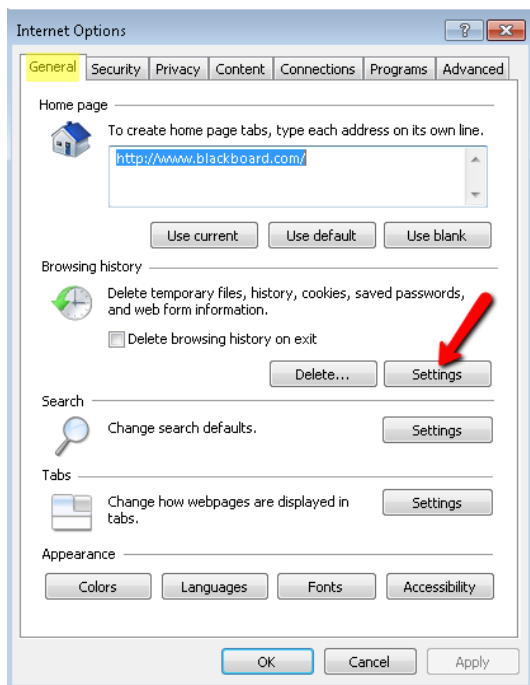 Internet Options
General Security Privacy Content Connections Programs Advanced
Home page
To create home page tabs, type each address on its own line.
http://www.blackboard.com/
Use current Use default Use blank
Browsing history
Delete temporary files, history, cookies, saved passwords,
and web form information.
Delete browsing history on exit
Delete... Settings
Search
Change search defaults. Settings
Tabs
Change how webpages are displayed in Settings
tabs.
Appearance
Colors Languages Fonts Accessibility
OK Cancel Apply